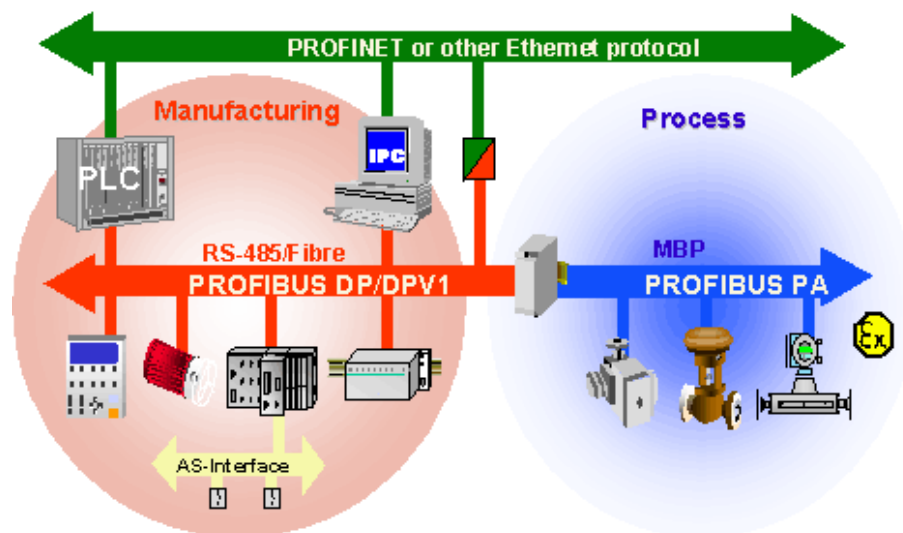 PROFINET or other Ethernet protocol
Manufacturing
Process
PLC
IPC
RS-485/Fibre
MBP
PROFIBUS DP/DPV1
PROFIBUS PA
Ex
AS-Interface